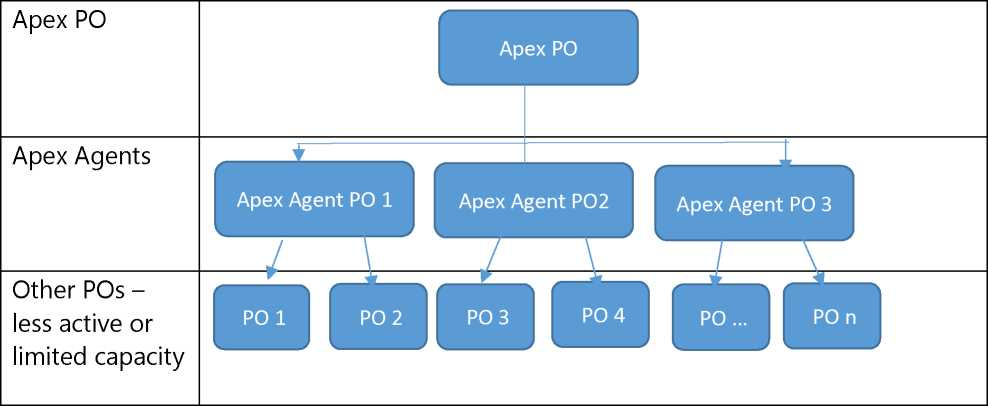 Apex PO
Apex PO
Apex Agents
Apex Agent PO 1
Apex Agent PO2
Apex Agent PO 3
Other POs –
less active or
limited capacity
PO 1
PO 2
PO 3
PO 4
PO ...
PO n